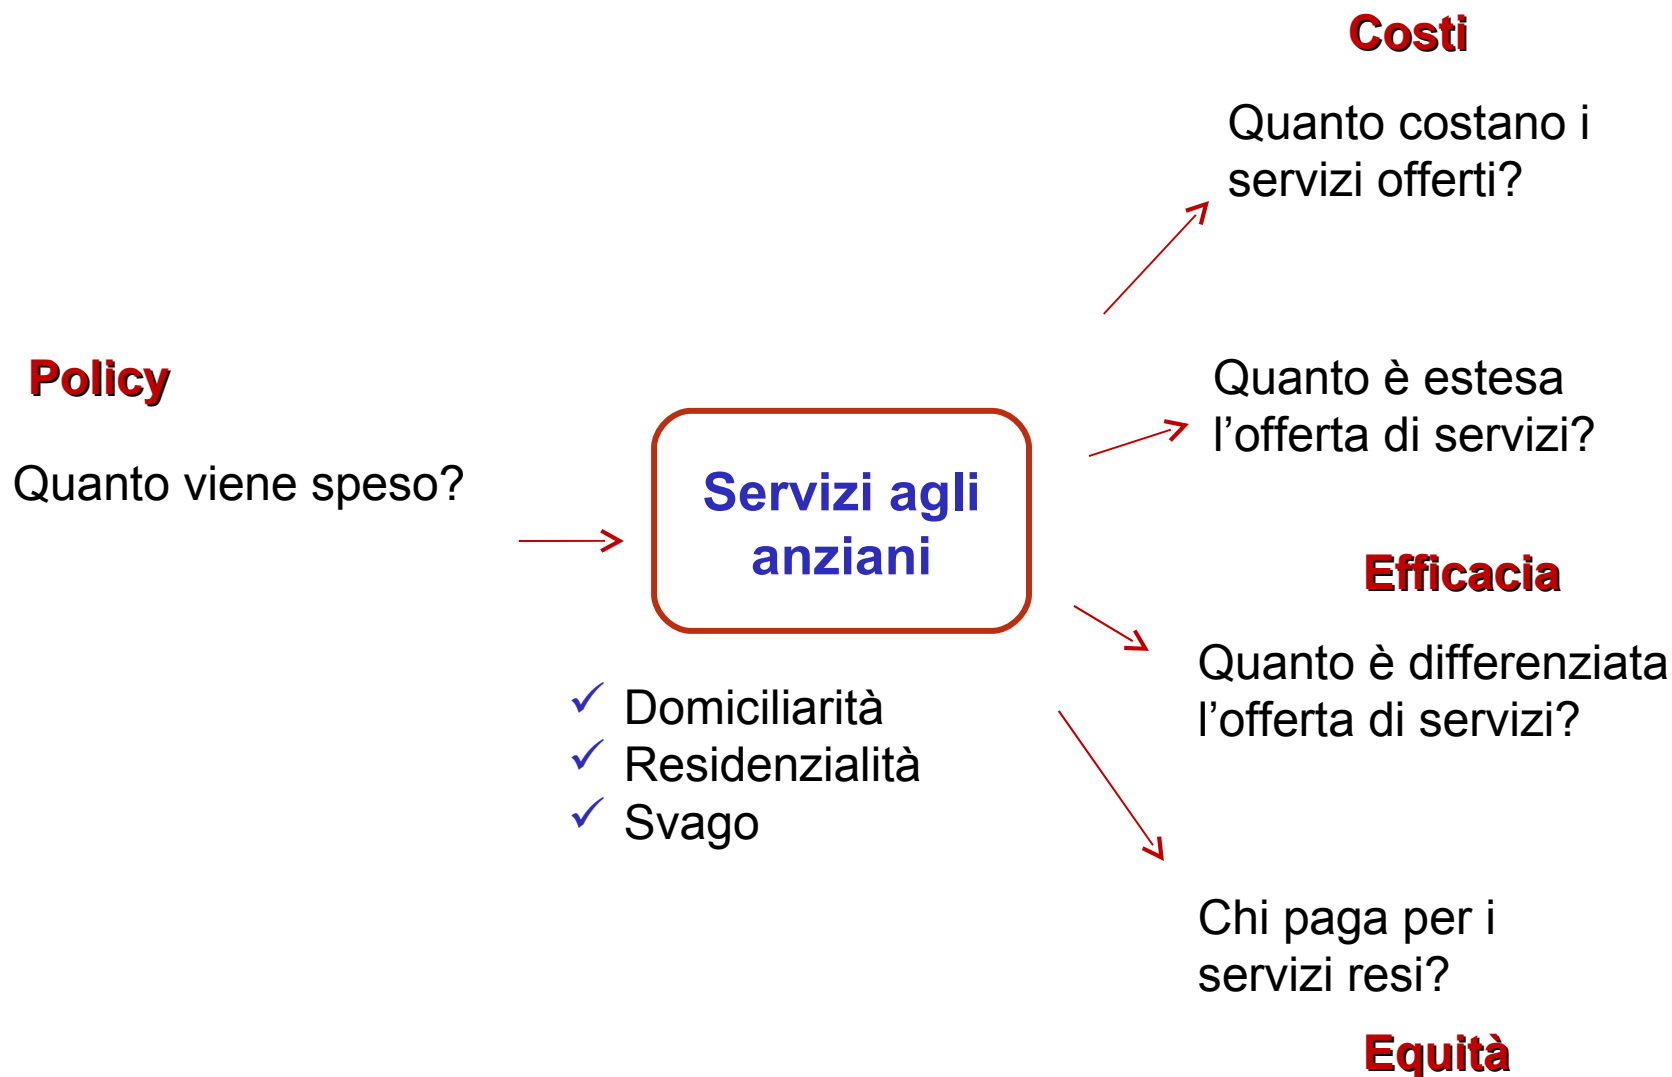 Costi
Quanto costano i
servizi offerti?
Policy
Quanto viene speso?
Servizi agli
anziani
Domiciliarità
Residenzialità
Svago
Quanto è estesa
l’offerta di servizi?
Efficacia
Quanto è differenziata
l’offerta di servizi?
Chi paga per i
servizi resi?
Equità